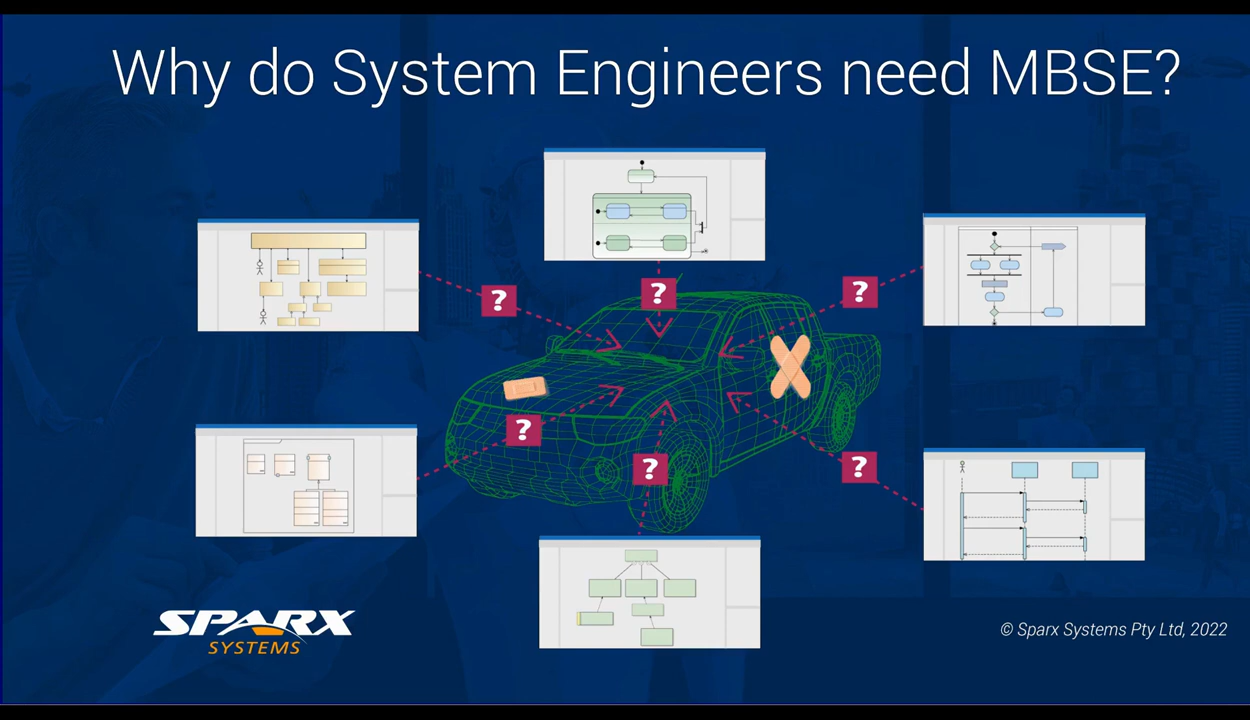 Why do System Engineers need MBSE?
?
?
?
?
?
?
SPARX
SYSTEMS
© Sparx Systems Pty Ltd, 2022